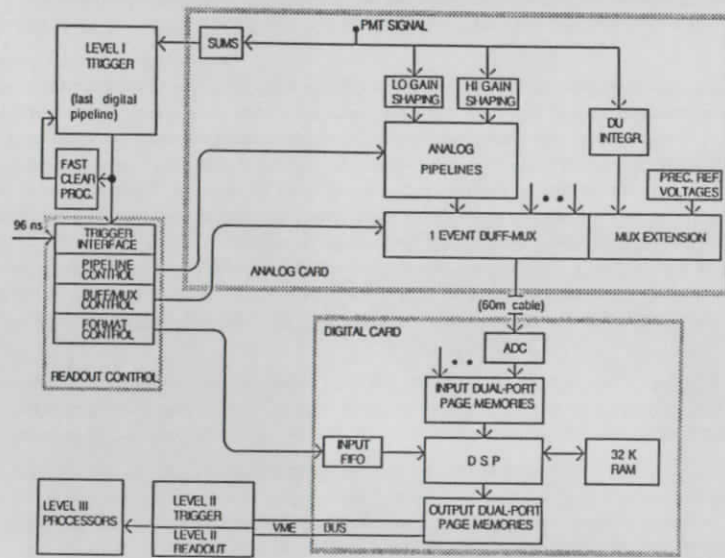 PMT SIGNAL
LEVEL I
TRIGGER
(fast digital
pipeline)
SUMS
LO GAIN
SHAPING
HI GAIN
SHAPING
DU
INTEGR.
ANALOG
PIPELINES
FAST
CLEAR
PROC.
PREC. REF
VOLTAGES
96 ns
TRIGGER
INTERFACE
1 EVENT BUFF-MUX
MUX EXTENSION
PIPELINE
CONTROL
ANALOG CARD
BUFF/MUX
CONTROL
(60m cable)
FORMAT
CONTROL
DIGITAL CARD
ADC
READOUT CONTROL
INPUT DUAL-PORT
PAGE MEMORIES
INPUT
FIFO
DSP
32 K
RAM
LEVEL III
PROCESSORS
LEVEL II
TRIGGER
LEVEL II
READOUT
VME BUS
OUTPUT DUAL-PORT
PAGE MEMORIES